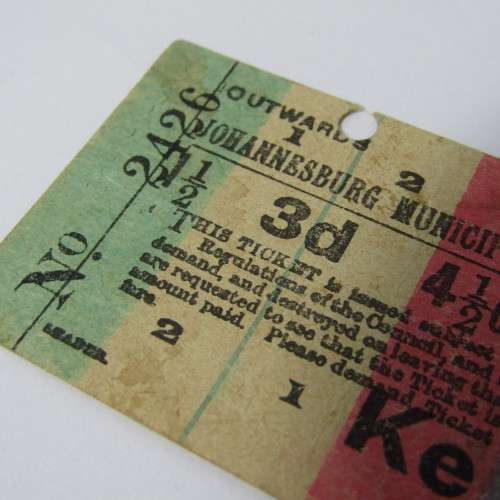 No. 2426
OUTWARDS
1 2
JOHANNESBURG MUNICIP
1½ 3d 4½
THIS TICKET is issued subject
Regulations of the Council, and
demand, and destroyed on leaving th
are requested to see that the Ticket i
amount paid. Please demand Ticket
fare.
2 1
LEADER
Ke